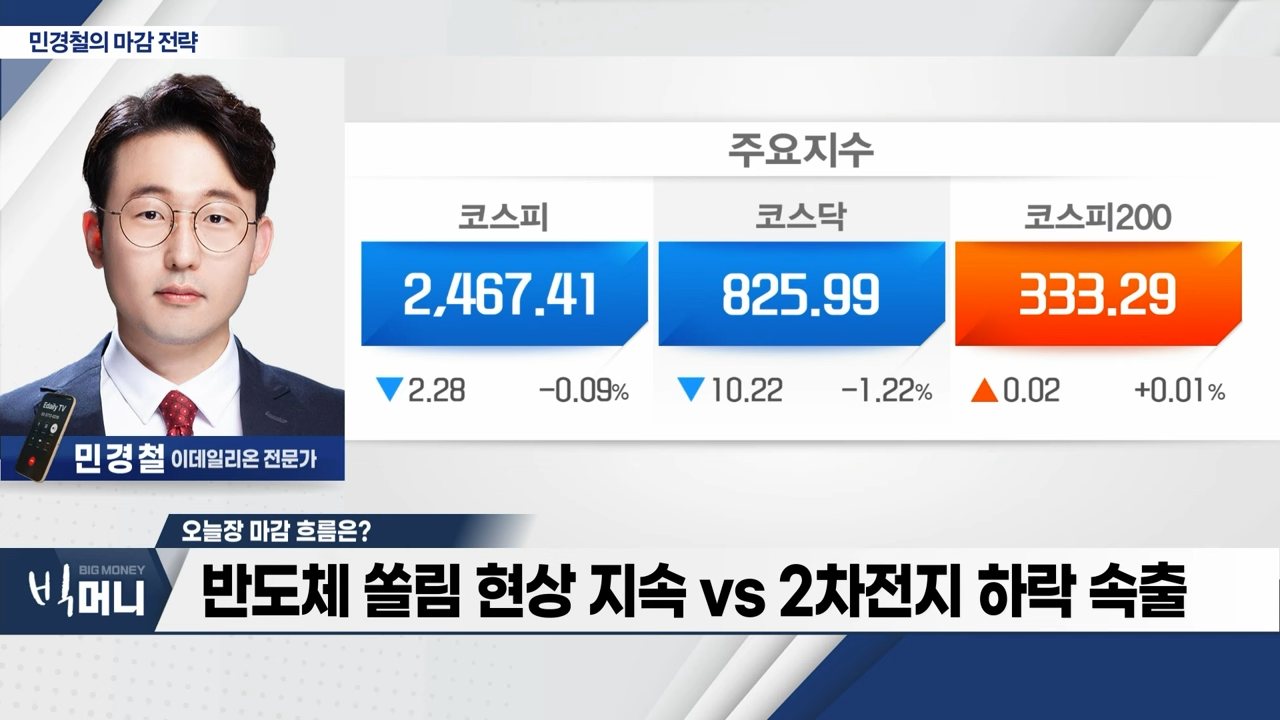 민경철의 마감 전략
주요지수
코스피
2,467.41
▼2.28 -0.09%
코스닥
825.99
▼10.22 -1.22%
코스피200
333.29
▲0.02 +0.01%
Edaily TV
민경철 이데일리온 전문가
오늘장 마감 흐름은?
BIG MONEY
빅머니
반도체 쏠림 현상 지속 vs 2차전지 하락 속출